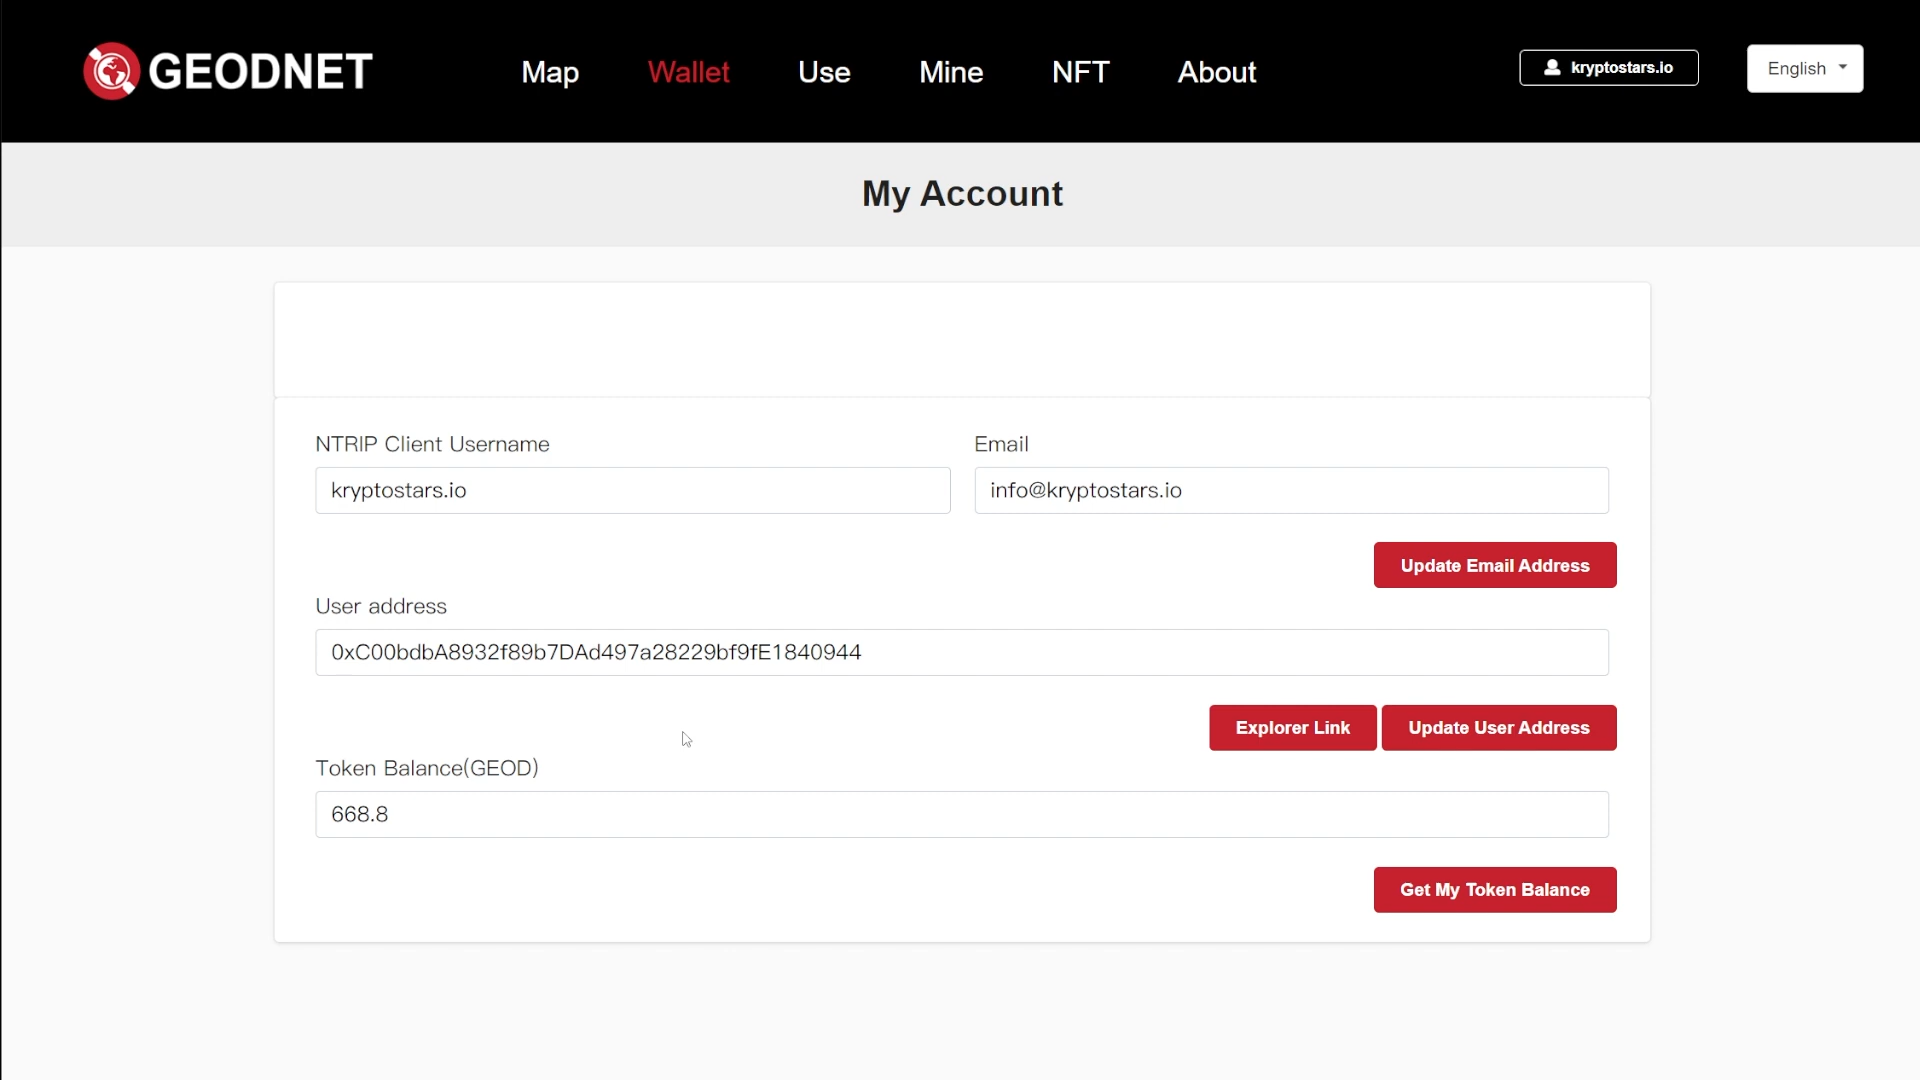 GEODNET
Map Wallet Use Mine NFT About
kryptostars.io
English
My Account
NTRIP Client Username
Email
kryptostars.io
info@kryptostars.io
Update Email Address
User address
0xC00bdbA8932f89b7DAd497a28229bf9fE1840944
Explorer Link
Update User Address
Token Balance(GEOD)
668.8
Get My Token Balance